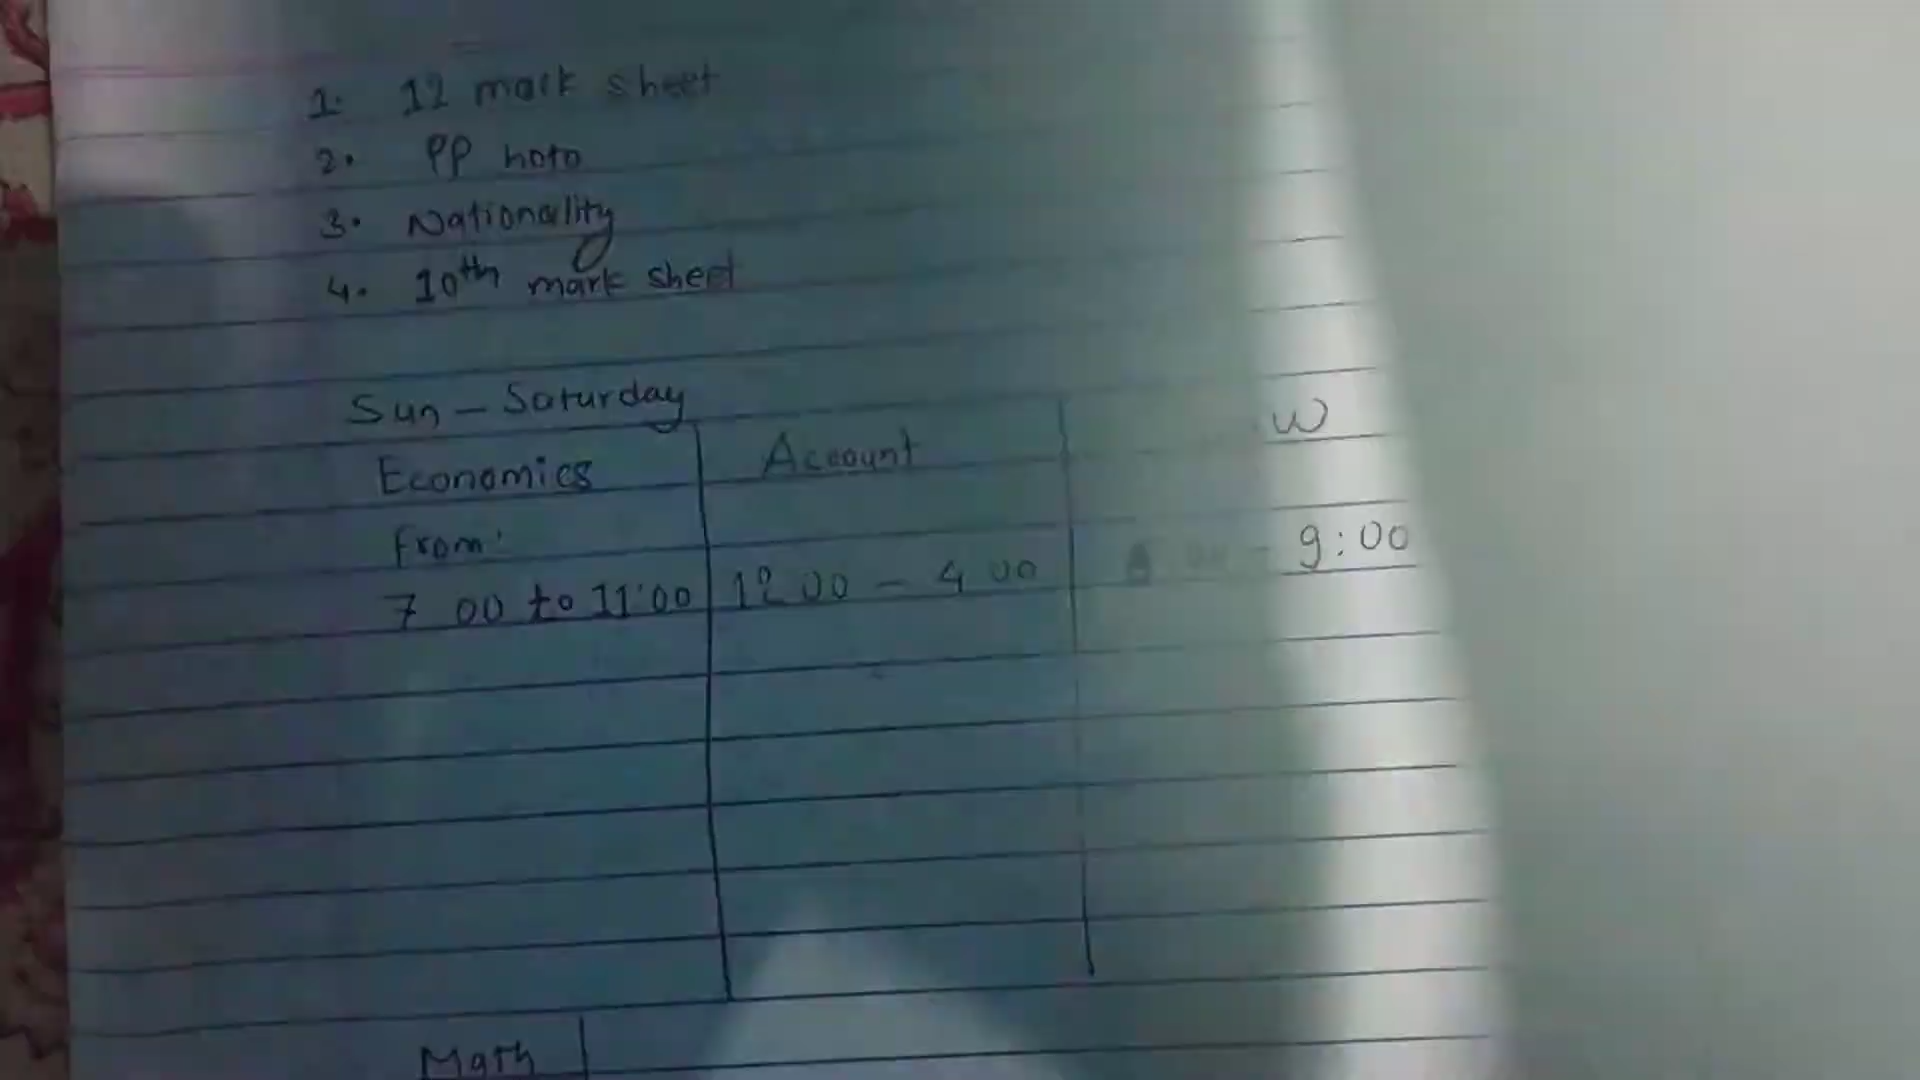 1. 12 mark sheet
2. PP hoto
3. Nationality
4. 10th mark sheet
Sun - Saturday
Economics Account
From:
7 00 to 11:00 12 00 - 4 00 - 9:00
Math